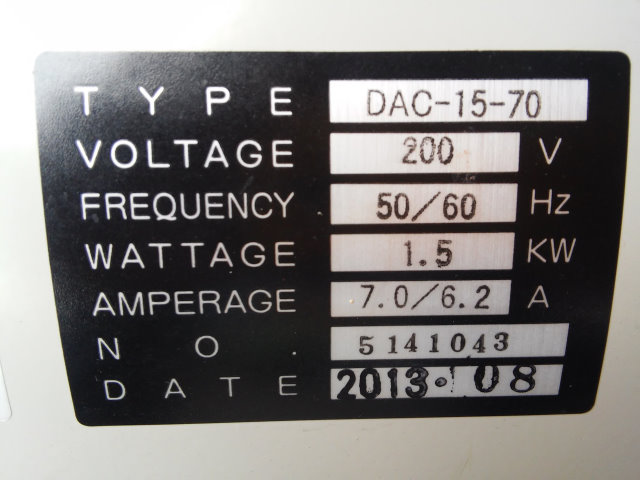 TYPE DAC-15-70
VOLTAGE 200 V
FREQUENCY 50/60 Hz
WATTAGE 1.5 KW
AMPERAGE 7.0/6.2 A
NO. 5141043
DATE 2013.08